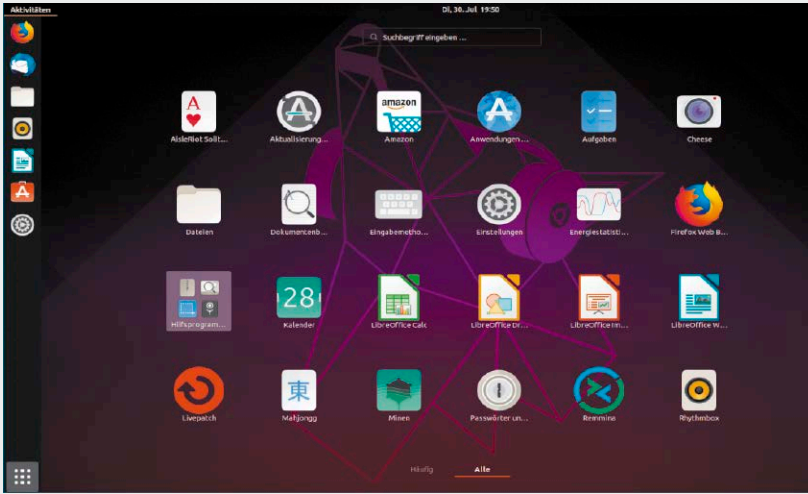 Aktivitäten
Di, 30. Jul 19:50
Suchbegriff eingeben ...
A
amazon
AisleRiot Solit...
Aktualisierung...
Amazon
Anwendungen ...
Aufgaben
Cheese
Dateien
Dokumentenb...
Eingabemetho...
Einstellungen
Energiestatisti...
Firefox Web B...
28
Hilfsprogram...
Kalender
LibreOffice Calc
LibreOffice Dr...
LibreOffice Im...
LibreOffice W...
東
Livepatch
Mahjongg
Minen
Passwörter un...
Remmina
Rhythmbox
Häufig
Alle